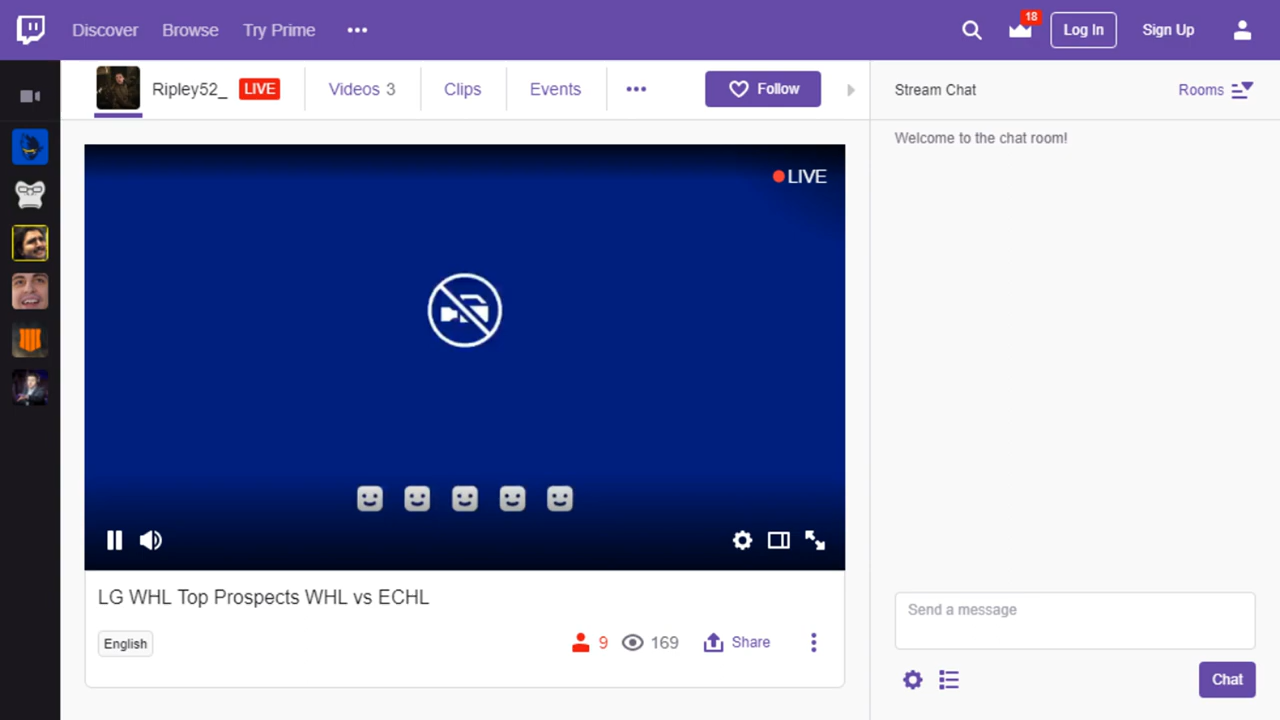 Discover Browse Try Prime 18 Log In Sign Up
Ripley52_ LIVE Videos 3 Clips Events Follow
Stream Chat Rooms
Welcome to the chat room!
LIVE
LG WHL Top Prospects WHL vs ECHL
English 9 169 Share
Send a message
Chat